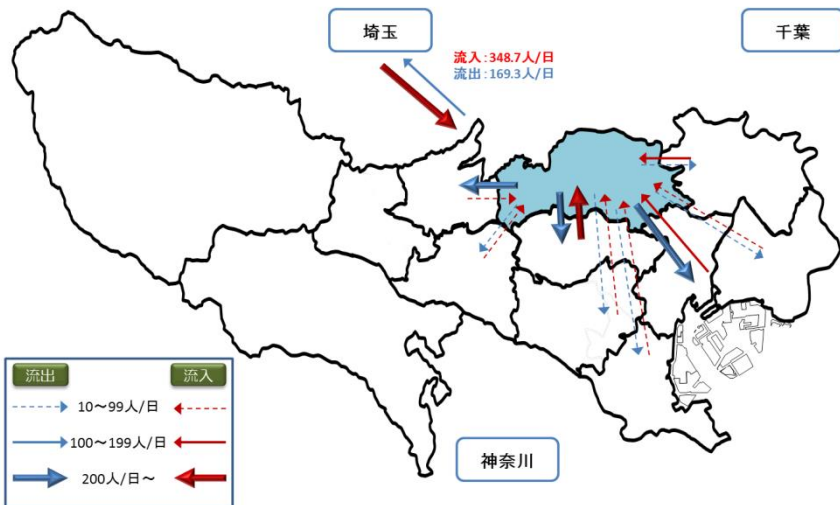 埼玉
千葉
流入:348.7人/日
流出:169.3人/日
流出 流入
10～99人/日
100～199人/日
200人/日～
神奈川